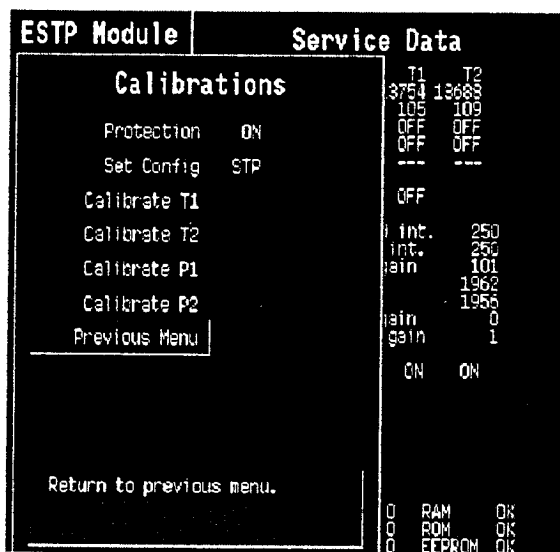 ESTP Module
Service Data
Calibrations
Protection ON
Set Config STP
Calibrate T1
Calibrate T2
Calibrate P1
Calibrate P2
Previous Menu
Return to previous menu.
T1 T2
3754 13688
105 109
OFF OFF
OFF OFF
--- ---
OFF
int. 250
int. 250
gain 101
1962
1956
gain 0
gain 1
ON ON
0 RAM OK
0 ROM OK
0 EEPROM OK